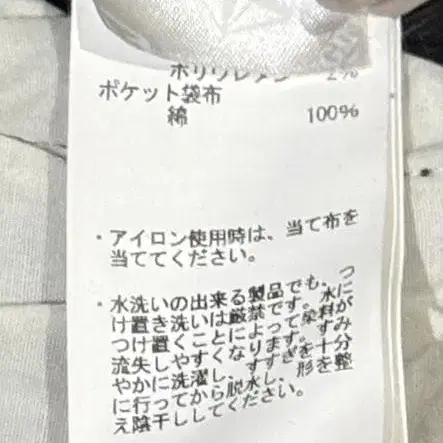 ポリウレタン 2%
ポケット袋布
綿 100%
・アイロン使用時は、当て布を
当ててください。
・水洗いの出来る製品でも、つ
け置き洗いは厳禁です。水に
つけ置くことによって染料が
流失しやすくなります。すみ
やかに洗濯し、すすぎを十分
に行ってから脱水し、形を整
え陰干ししてください。